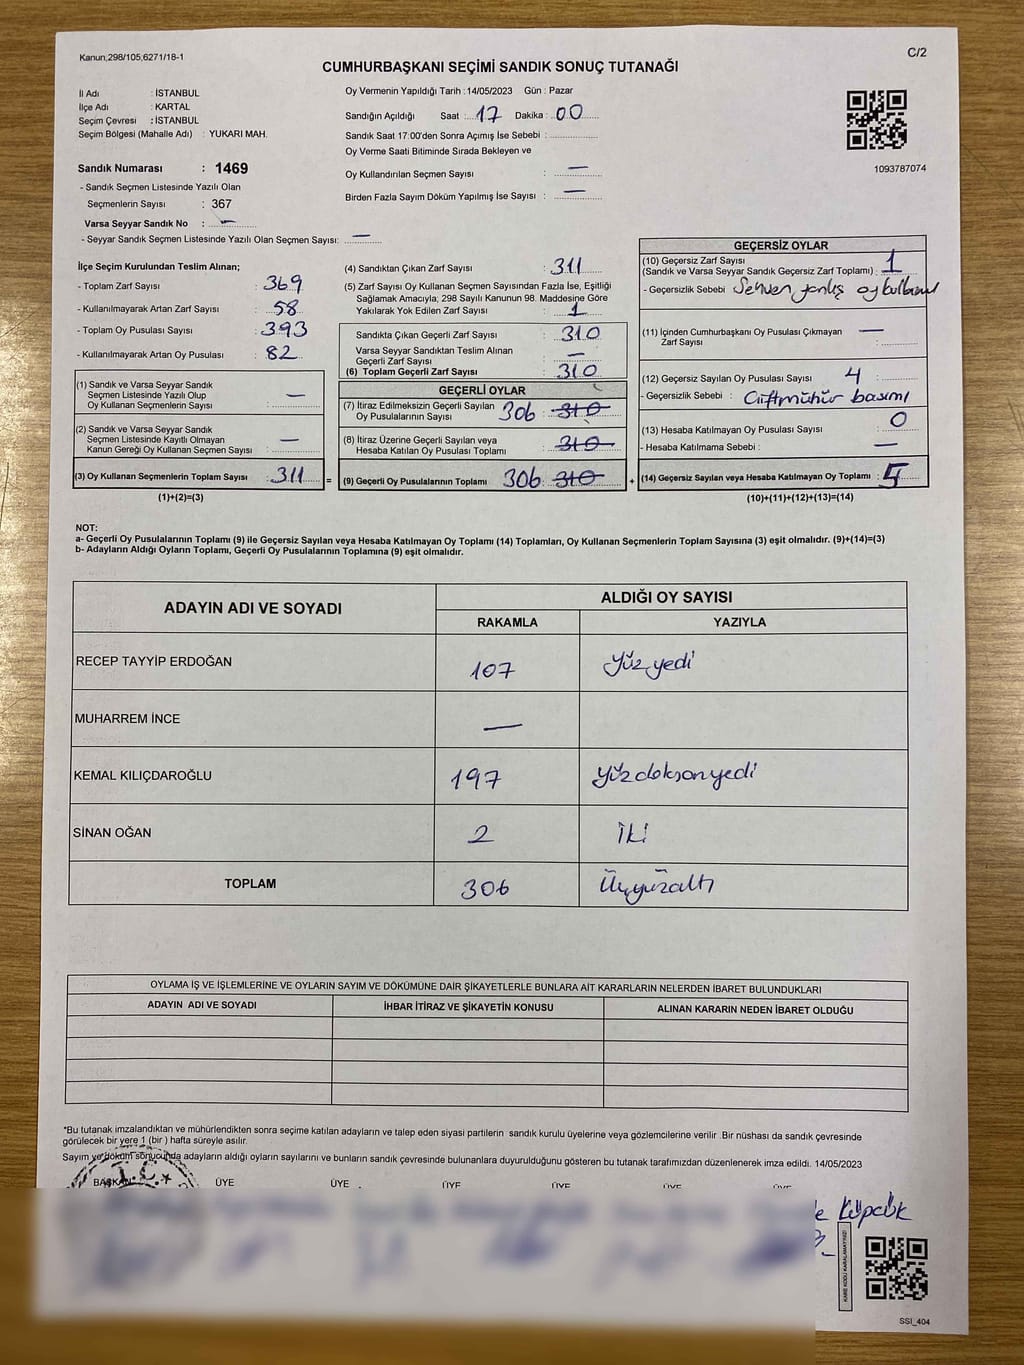 Kanun;298/105,6271/18-1
C/2
CUMHURBAŞKANI SEÇİMİ SANDIK SONUÇ TUTANAĞI
İl Adı : İSTANBUL
İlçe Adı : KARTAL
Seçim Çevresi : İSTANBUL
Seçim Bölgesi (Mahalle Adı) : YUKARI MAH.
Sandık Numarası : 1469
- Sandık Seçmen Listesinde Yazılı Olan
Seçmenlerin Sayısı : 367
Varsa Seyyar Sandık No : —
- Seyyar Sandık Seçmen Listesinde Yazılı Olan Seçmen Sayısı: —
Oy Vermenin Yapıldığı Tarih : 14/05/2023 Gün : Pazar
Sandığın Açıldığı Saat : 17 Dakika : 00
Sandık Saat 17:00'den Sonra Açımış İse Sebebi :
Oy Verme Saati Bitiminde Sırada Bekleyen ve
Oy Kullandırılan Seçmen Sayısı : —
Birden Fazla Sayım Döküm Yapılmış İse Sayısı : —
1093787074
İlçe Seçim Kurulundan Teslim Alınan;
- Toplam Zarf Sayısı : 369
- Kullanılmayarak Artan Zarf Sayısı : 58
- Toplam Oy Pusulası Sayısı : 393
- Kullanılmayarak Artan Oy Pusulası : 82
(1) Sandık ve Varsa Seyyar Sandık
Seçmen Listesinde Yazılı Olup
Oy Kullanan Seçmenlerin Sayısı : —
(2) Sandık ve Varsa Seyyar Sandık
Seçmen Listesinde Kayıtlı Olmayan
Kanun Gereği Oy Kullanan Seçmen Sayısı : —
(3) Oy Kullanan Seçmenlerin Toplam Sayısı : 311
(1)+(2)=(3)
=
(4) Sandıktan Çıkan Zarf Sayısı : 311
(5) Zarf Sayısı Oy Kullanan Seçmen Sayısından Fazla İse, Eşitliği
Sağlamak Amacıyla; 298 Sayılı Kanunun 98. Maddesine Göre
Yakılarak Yok Edilen Zarf Sayısı : 1
Sandıkta Çıkan Geçerli Zarf Sayısı : 310
Varsa Seyyar Sandıktan Teslim Alınan
Geçerli Zarf Sayısı : —
(6) Toplam Geçerli Zarf Sayısı : 310
GEÇERLİ OYLAR
(7) İtiraz Edilmeksizin Geçerli Sayılan
Oy Pusulalarının Sayısı : 306 310
(8) İtiraz Üzerine Geçerli Sayılan veya
Hesaba Katılan Oy Pusulası Toplamı : 310
(9) Geçerli Oy Pusulalarının Toplamı : 306 310
+
GEÇERSİZ OYLAR
(10) Geçersiz Zarf Sayısı
(Sandık ve Varsa Seyyar Sandık Geçersiz Zarf Toplamı) : 1
- Geçersizlik Sebebi : Sehven yanlış oy kullanıml
(11) İçinden Cumhurbaşkanı Oy Pusulası Çıkmayan
Zarf Sayısı : —
(12) Geçersiz Sayılan Oy Pusulası Sayısı : 4
- Geçersizlik Sebebi : Çiftmühür basımı
(13) Hesaba Katılmayan Oy Pusulası Sayısı : 0
- Hesaba Katılmama Sebebi : —
(14) Geçersiz Sayılan veya Hesaba Katılmayan Oy Toplamı : 5
(10)+(11)+(12)+(13)=(14)
NOT:
a- Geçerli Oy Pusulalarının Toplamı (9) ile Geçersiz Sayılan veya Hesaba Katılmayan Oy Toplamı (14) Toplamları, Oy Kullanan Seçmenlerin Toplam Sayısına (3) eşit olmalıdır. (9)+(14)=(3)
b- Adayların Aldığı Oyların Toplamı, Geçerli Oy Pusulalarının Toplamına (9) eşit olmalıdır.
ADAYIN ADI VE SOYADI
ALDIĞI OY SAYISI
RAKAMLA YAZIYLA
RECEP TAYYİP ERDOĞAN 107 Yüz yedi
MUHARREM İNCE —
KEMAL KILIÇDAROĞLU 197 Yüzdoksanyedi
SİNAN OĞAN 2 İki
TOPLAM 306 Üçyüzaltı
OYLAMA İŞ VE İŞLEMLERİNE VE OYLARIN SAYIM VE DÖKÜMÜNE DAİR ŞİKAYETLERLE BUNLARA AİT KARARLARIN NELERDEN İBARET BULUNDUKLARI
ADAYIN ADI VE SOYADI İHBAR İTİRAZ VE ŞİKAYETİN KONUSU ALINAN KARARIN NEDEN İBARET OLDUĞU
*Bu tutanak imzalandıktan ve mühürlendikten sonra seçime katılan adayların ve talep eden siyasi partilerin sandık kurulu üyelerine veya gözlemcilerine verilir .Bir nüshası da sandık çevresinde
görülecek bir yere 1 (bir ) hafta süreyle asılır.
Sayım ve döküm sonucunda adayların aldığı oyların sayılarını ve bunların sandık çevresinde bulunanlara duyurulduğunu gösteren bu tutanak tarafımızdan düzenlenerek imza edildi. 14/05/2023
T.C.
BAŞKAN ÜYE ÜYE ÜYE ÜYE ÜYE ÜYE
Küpcük
KARE KODU KARALAMAYINIZ!
SSI_404